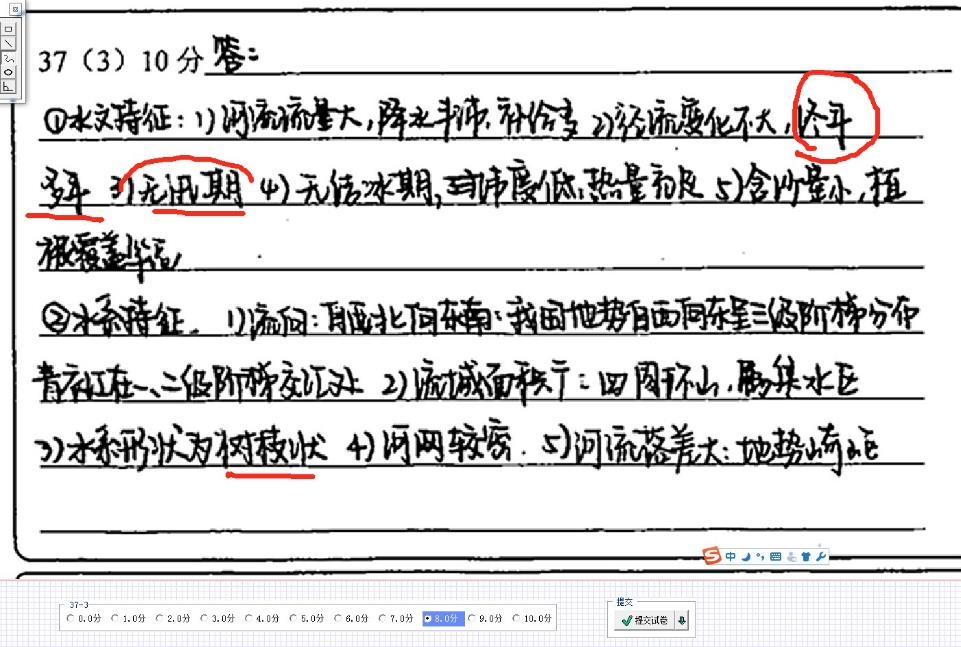 37（3）10分 答：
①水文特征：1）河流流量大，降水丰沛，补给多 2）径流变化不大，终年
多年 3）无汛期 4）无结冰期，纬度低，热量充足 5）含沙量小，植
被覆盖率高
②水系特征. 1）流向：自西北向东南：我国地势自西向东呈三级阶梯分布
青衣江在一、二级阶梯交汇处 2）流域面积广：四周环山，易集水区
3）水系形状为树枝状 4）河网较密. 5）河流落差大：地势崎岖
中
37-3
0.0分 1.0分 2.0分 3.0分 4.0分 5.0分 6.0分 7.0分 8.0分 9.0分 10.0分
提交
提交试卷